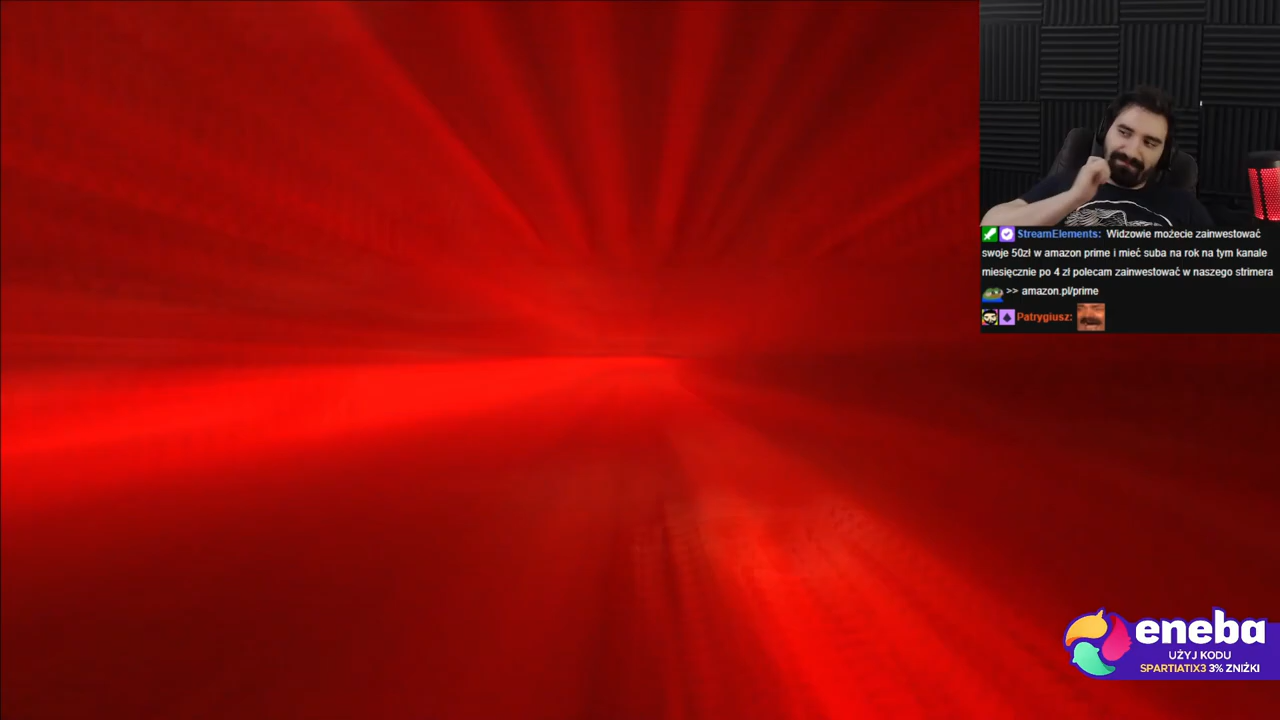 StreamElements: Widzowie możecie zainwestować
swoje 50zł w amazon prime i mieć suba na rok na tym kanale
miesięcznie po 4 zł polecam zainwestować w naszego strimera
>> amazon.pl/prime
Patrygiusz:
eneba
UŻYJ KODU
SPARTIATIX3 3% ZNIŻKI